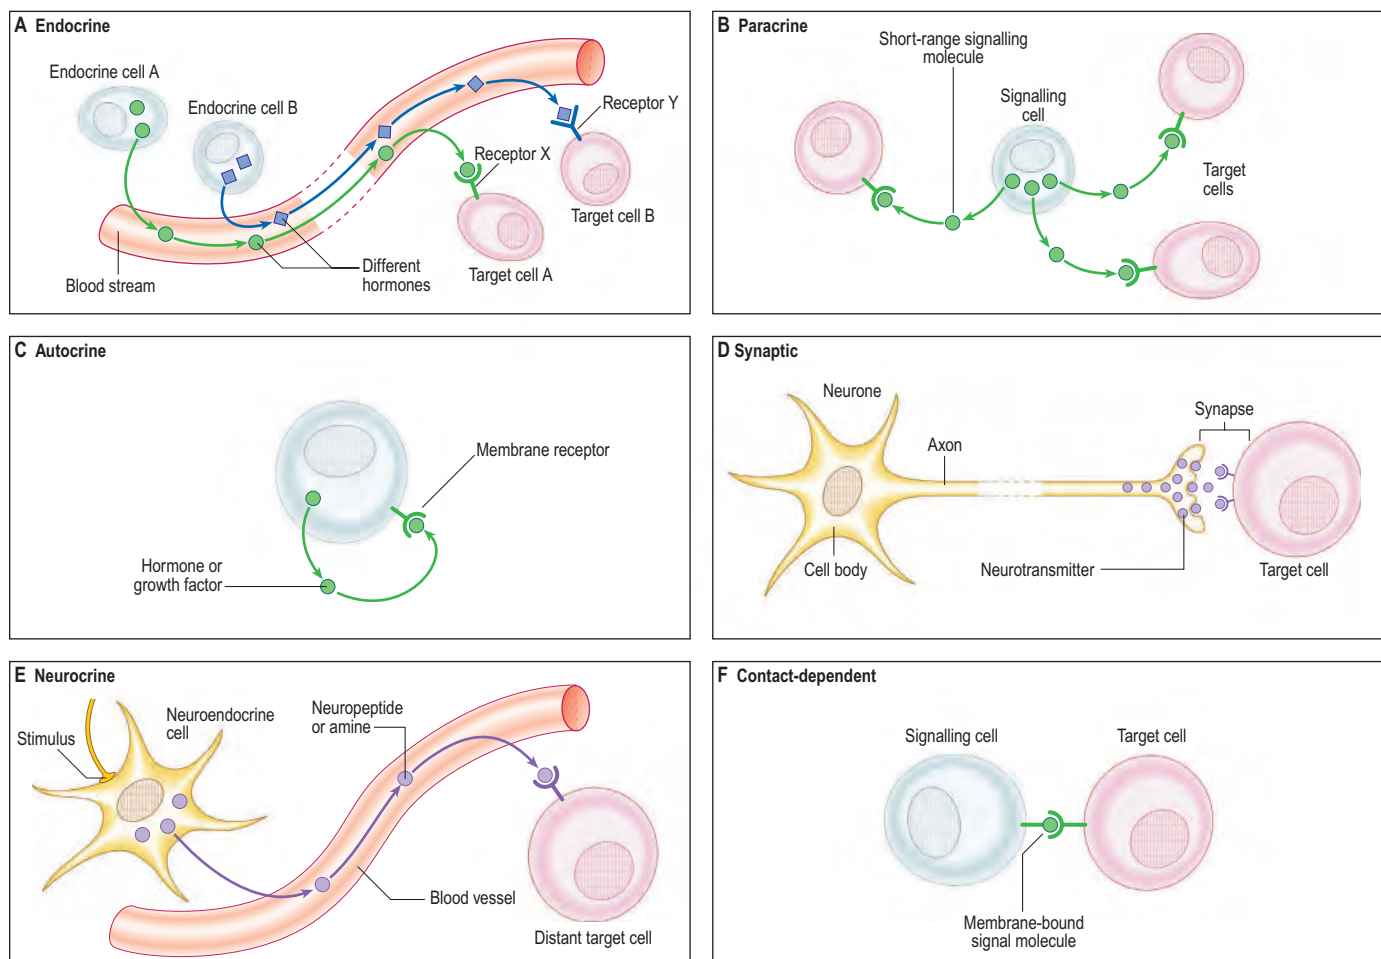 A Endocrine
Endocrine cell A
Endocrine cell B
Receptor Y
Receptor X
Target cell B
Target cell A
Different
hormones
Blood stream
B Paracrine
Short-range signalling
molecule
Signalling
cell
Target
cells
C Autocrine
Membrane receptor
Hormone or
growth factor
D Synaptic
Neurone
Synapse
Axon
Cell body
Neurotransmitter
Target cell
E Neurocrine
Neuropeptide
or amine
Neuroendocrine
cell
Stimulus
Blood vessel
Distant target cell
F Contact-dependent
Signalling cell
Target cell
Membrane-bound
signal molecule